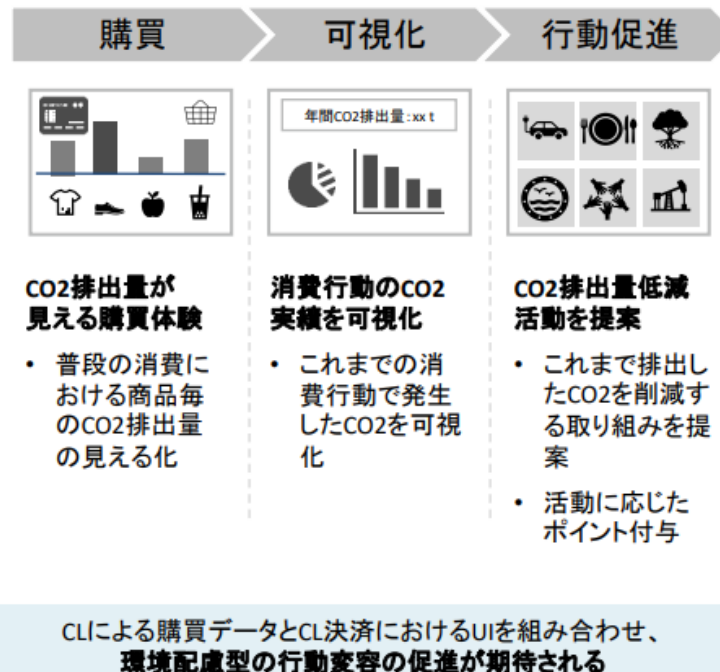 購買
可視化
行動促進
年間CO2排出量:xx t
CO2排出量が
見える購買体験
• 普段の消費に
おける商品毎
のCO2排出量
の見える化
消費行動のCO2
実績を可視化
• これまでの消
費行動で発生
したCO2を可視
化
CO2排出量低減
活動を提案
• これまで排出し
たCO2を削減す
る取り組みを提
案
• 活動に応じた
ポイント付与
CLによる購買データとCL決済におけるUIを組み合わせ、
環境配慮型の行動変容の促進が期待される